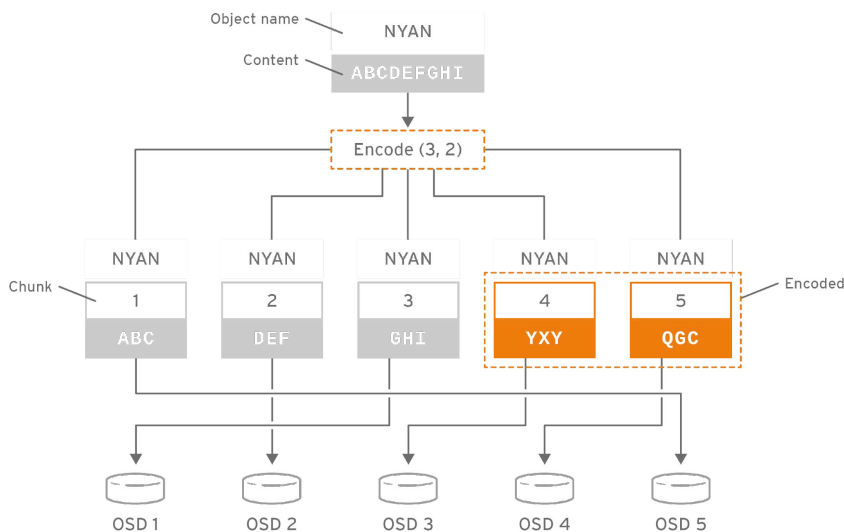 Object name
NYAN
Content
ABCDEFGHI
Encode (3, 2)
NYAN NYAN NYAN NYAN NYAN
Chunk
1 2 3 4 5
Encoded
ABC DEF GHI YXY QGC
OSD 1 OSD 2 OSD 3 OSD 4 OSD 5